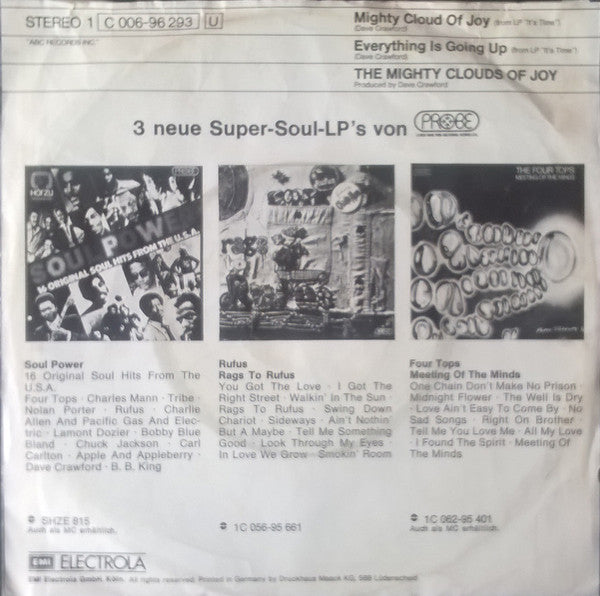 STEREO 1 C 006-96 293 U
"ABC RECORDS INC."
Mighty Cloud Of Joy (from LP "It's Time")
(Dave Crawford)
Everything Is Going Up (from LP "It's Time")
(Dave Crawford)
THE MIGHTY CLOUDS OF JOY
Produced by Dave Crawford
3 neue Super-Soul-LP's von PROBE
HÖRZU
PROBE
SOUL POWER
16 ORIGINAL SOUL HITS FROM THE U.S.A.
THE FOUR TOPS
MEETING OF THE MINDS
Soul Power
16 Original Soul Hits From The
U.S.A.
Four Tops · Charles Mann · Tribe ·
Nolan Porter · Rufus · Charlie
Allen And Pacific Gas And Elec-
tric · Lamont Dozier · Bobby Blue
Bland · Chuck Jackson · Carl
Carlton · Apple And Appleberry ·
Dave Crawford · B. B. King
SHZE 815
Auch als MC erhältlich.
Rufus
Rags To Rufus
You Got The Love · I Got The
Right Street · Walkin' In The Sun ·
Rags To Rufus · Swing Down
Chariot · Sideways · Ain't Nothin'
But A Maybe · Tell Me Something
Good · Look Through My Eyes ·
In Love We Grow · Smokin' Room
1C 056-95 661
Four Tops
Meeting Of The Minds
One Chain Don't Make No Prison ·
Midnight Flower · The Well Is Dry
· Love Ain't Easy To Come By · No
Sad Songs · Right On Brother ·
Tell Me You Love Me · All My Love
· I Found The Spirit · Meeting Of
The Minds
1C 062-95 401
Auch als MC erhältlich.
EMI ELECTROLA
EMI Electrola GmbH, Köln. All rights reserved. Printed in Germany by Druckhaus Maack KG, 588 Lüdenscheid